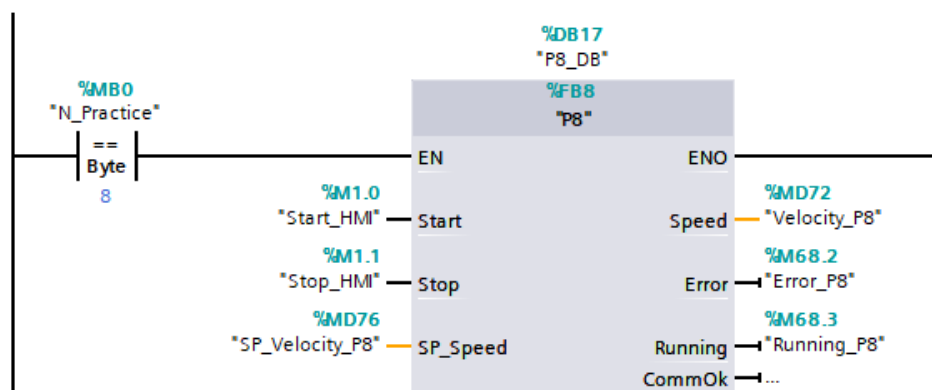 %DB17
"P8_DB"
%MB0
"N_Practice"
==
Byte
8
%FB8
"P8"
EN
ENO
%M1.0
"Start_HMI"
Start
Speed
%MD72
"Velocity_P8"
%M1.1
"Stop_HMI"
Stop
Error
%M68.2
"Error_P8"
%MD76
"SP_Velocity_P8"
SP_Speed
Running
%M68.3
"Running_P8"
CommOk
...